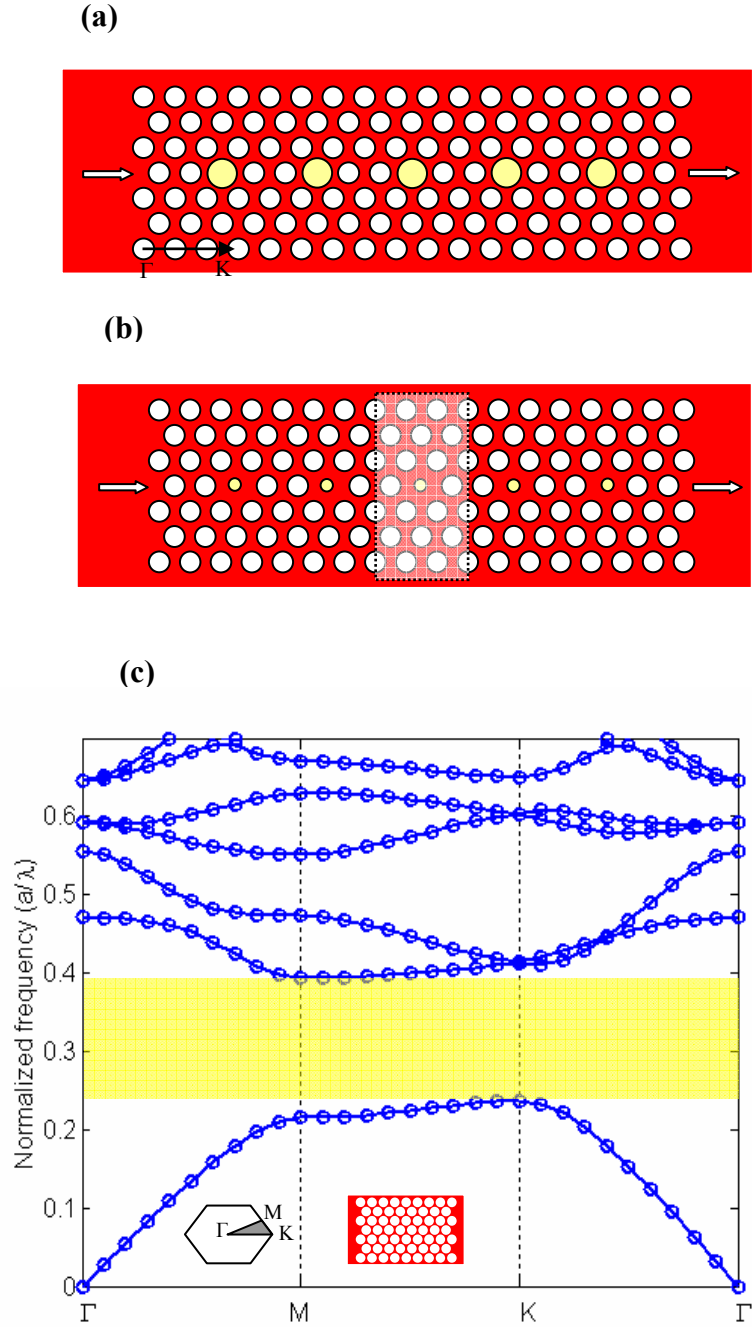 (a)
Γ K
(b)
(c)
Normalized frequency (a/λ)
0.6
0.5
0.4
0.3
0.2
0.1
0
Γ M K Γ
M
Γ K